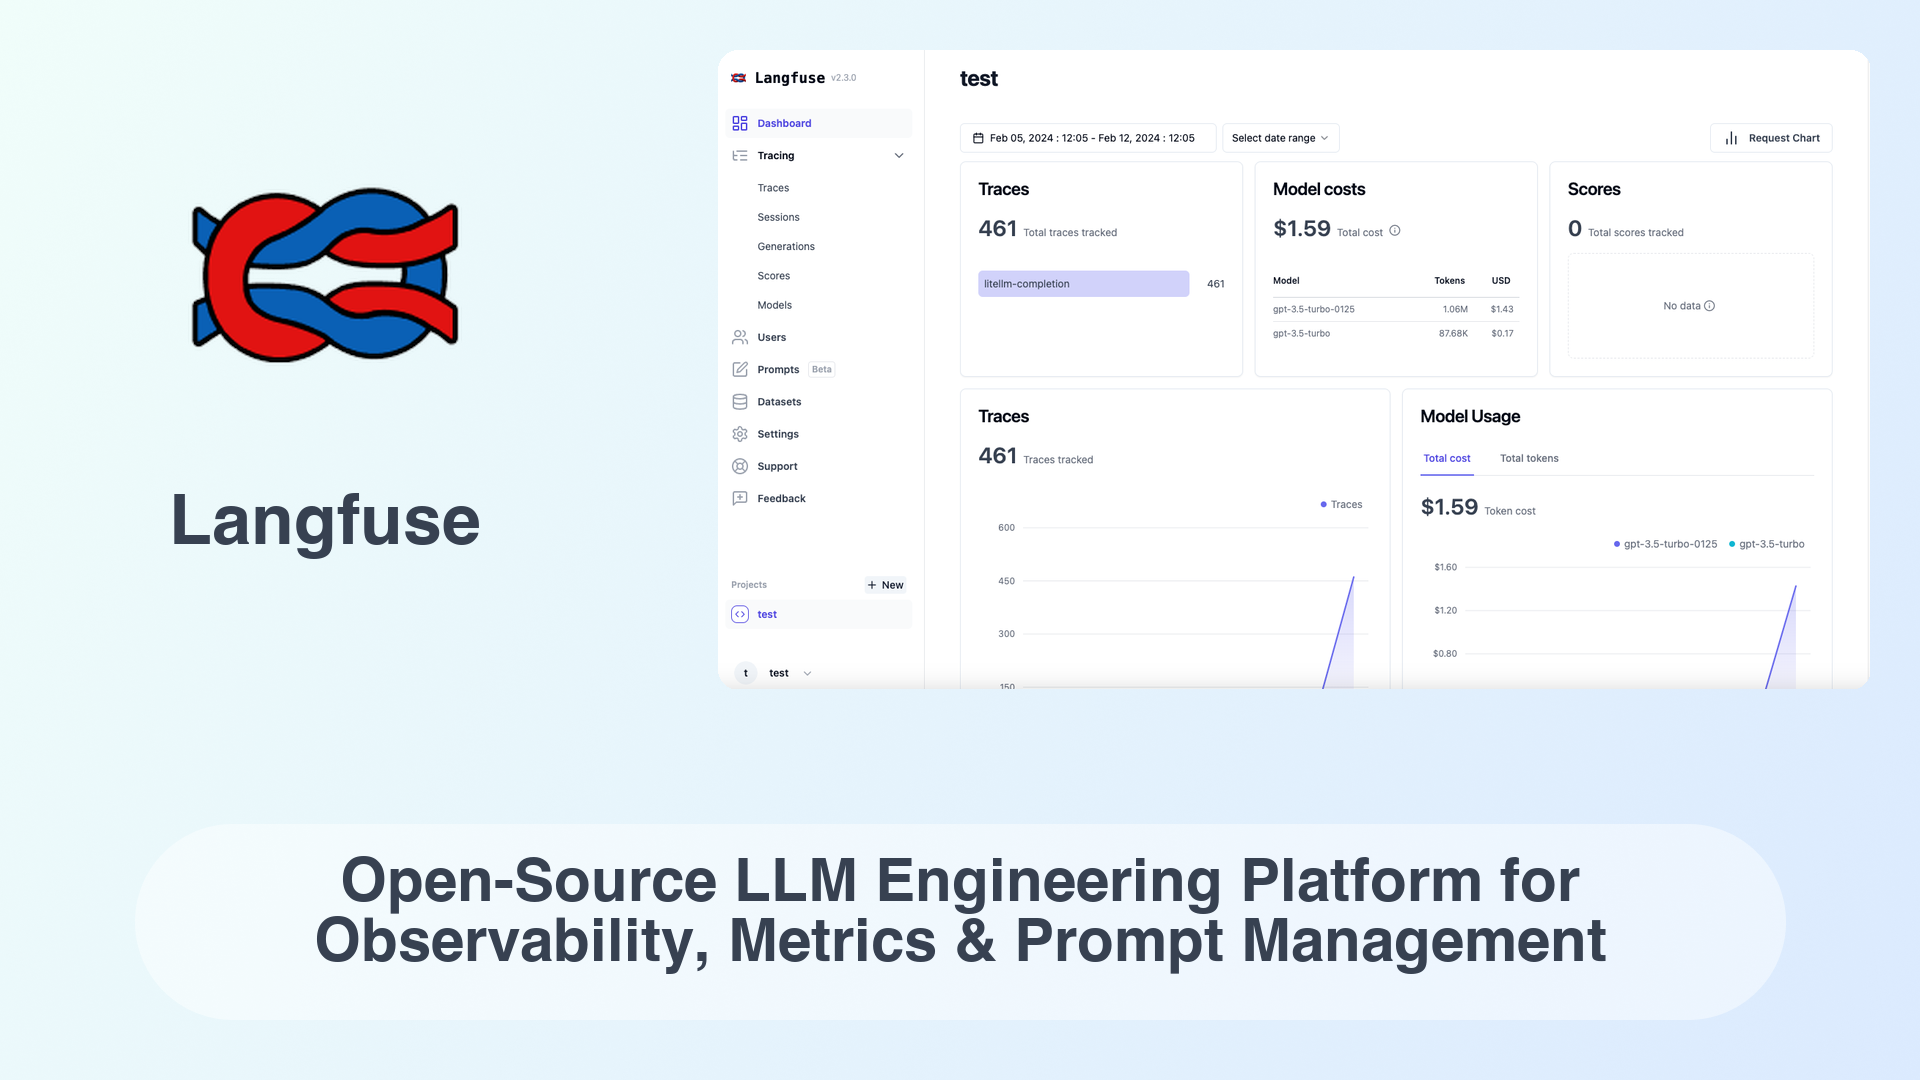 Langfuse
Langfuse v2.3.0
Dashboard
Tracing
Traces
Sessions
Generations
Scores
Models
Users
Prompts Beta
Datasets
Settings
Support
Feedback
Projects + New
test
t test
test
Feb 05, 2024 : 12:05 - Feb 12, 2024 : 12:05 Select date range Request Chart
Traces
461 Total traces tracked
litellm-completion 461
Model costs
$1.59 Total cost
Model Tokens USD
gpt-3.5-turbo-0125 1.06M $1.43
gpt-3.5-turbo 87.68K $0.17
Scores
0 Total scores tracked
No data
Traces
461 Traces tracked
Traces
600
450
300
150
Model Usage
Total cost Total tokens
$1.59 Token cost
gpt-3.5-turbo-0125 gpt-3.5-turbo
$1.60
$1.20
$0.80
Open-Source LLM Engineering Platform for
Observability, Metrics & Prompt Management